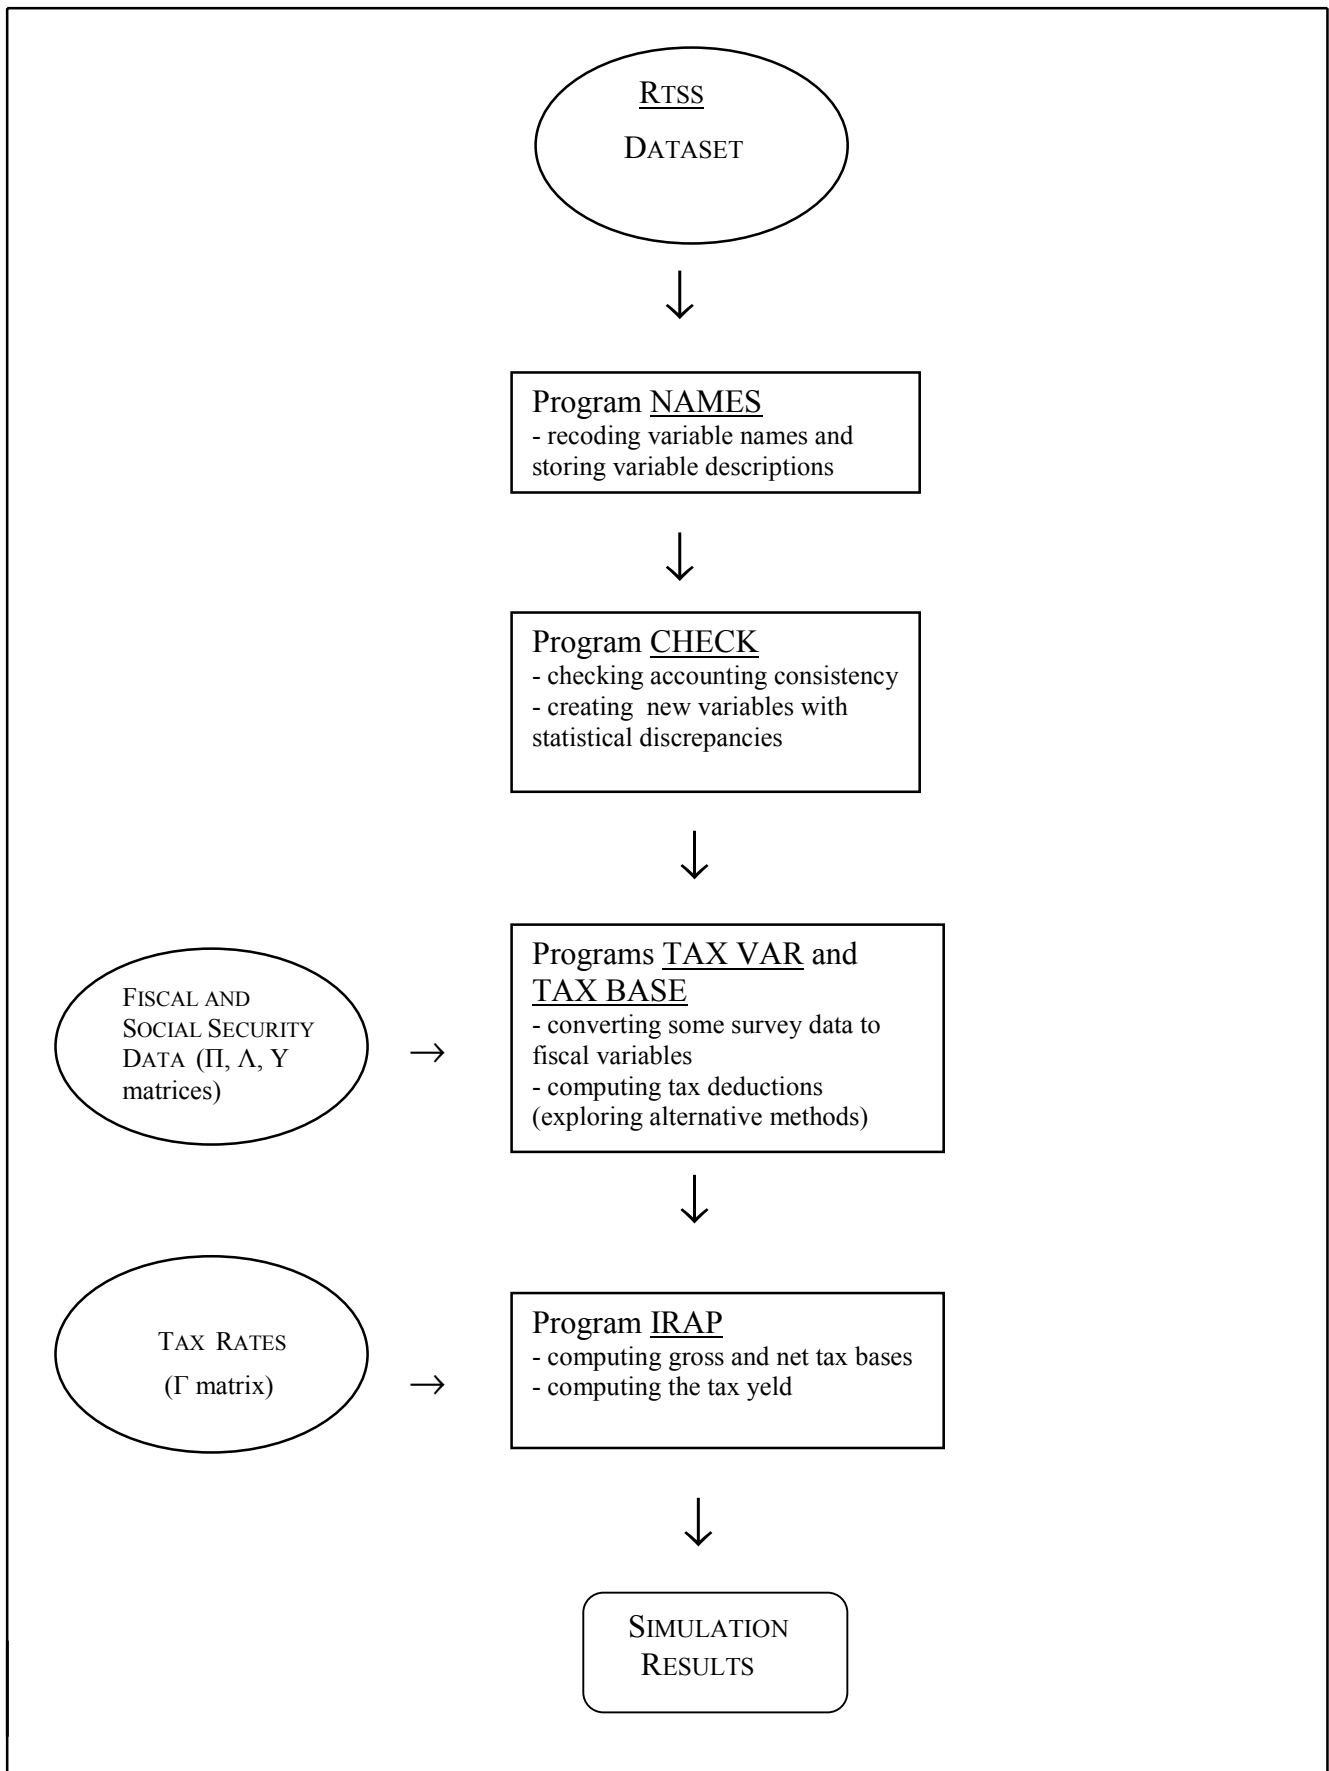 RTSS
DATASET
↓
Program NAMES
- recoding variable names and
storing variable descriptions
↓
Program CHECK
- checking accounting consistency
- creating  new variables with
statistical discrepancies
↓
FISCAL AND
SOCIAL SECURITY
DATA (Π, Λ, Υ
matrices)
→
Programs TAX VAR and
TAX BASE
- converting some survey data to
fiscal variables
- computing tax deductions
(exploring alternative methods)
↓
TAX RATES
(Γ matrix)
→
Program IRAP
- computing gross and net tax bases
- computing the tax yeld
↓
SIMULATION
RESULTS